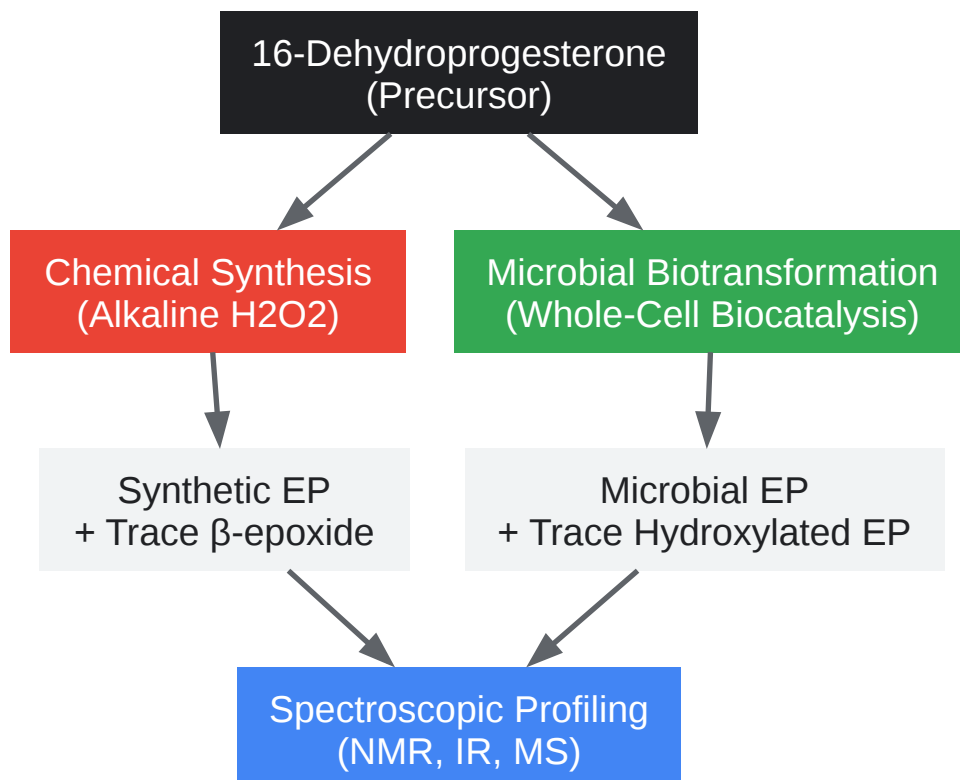 16-Dehydroprogesterone
(Precursor)
Chemical Synthesis
(Alkaline H2O2)
Microbial Biotransformation
(Whole-Cell Biocatalysis)
Synthetic EP
+ Trace β-epoxide
Microbial EP
+ Trace Hydroxylated EP
Spectroscopic Profiling
(NMR, IR, MS)